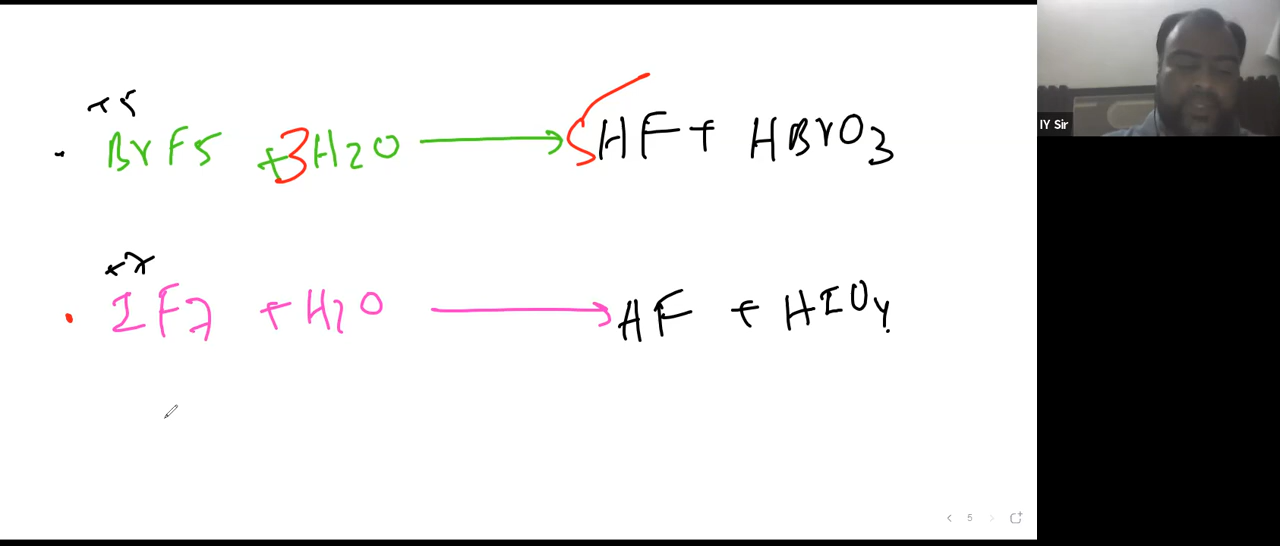 +5
BrF5 + 3H2O → 5HF + HBrO3
IY Sir
+7
IF7 + H2O → HF + HIO4
5